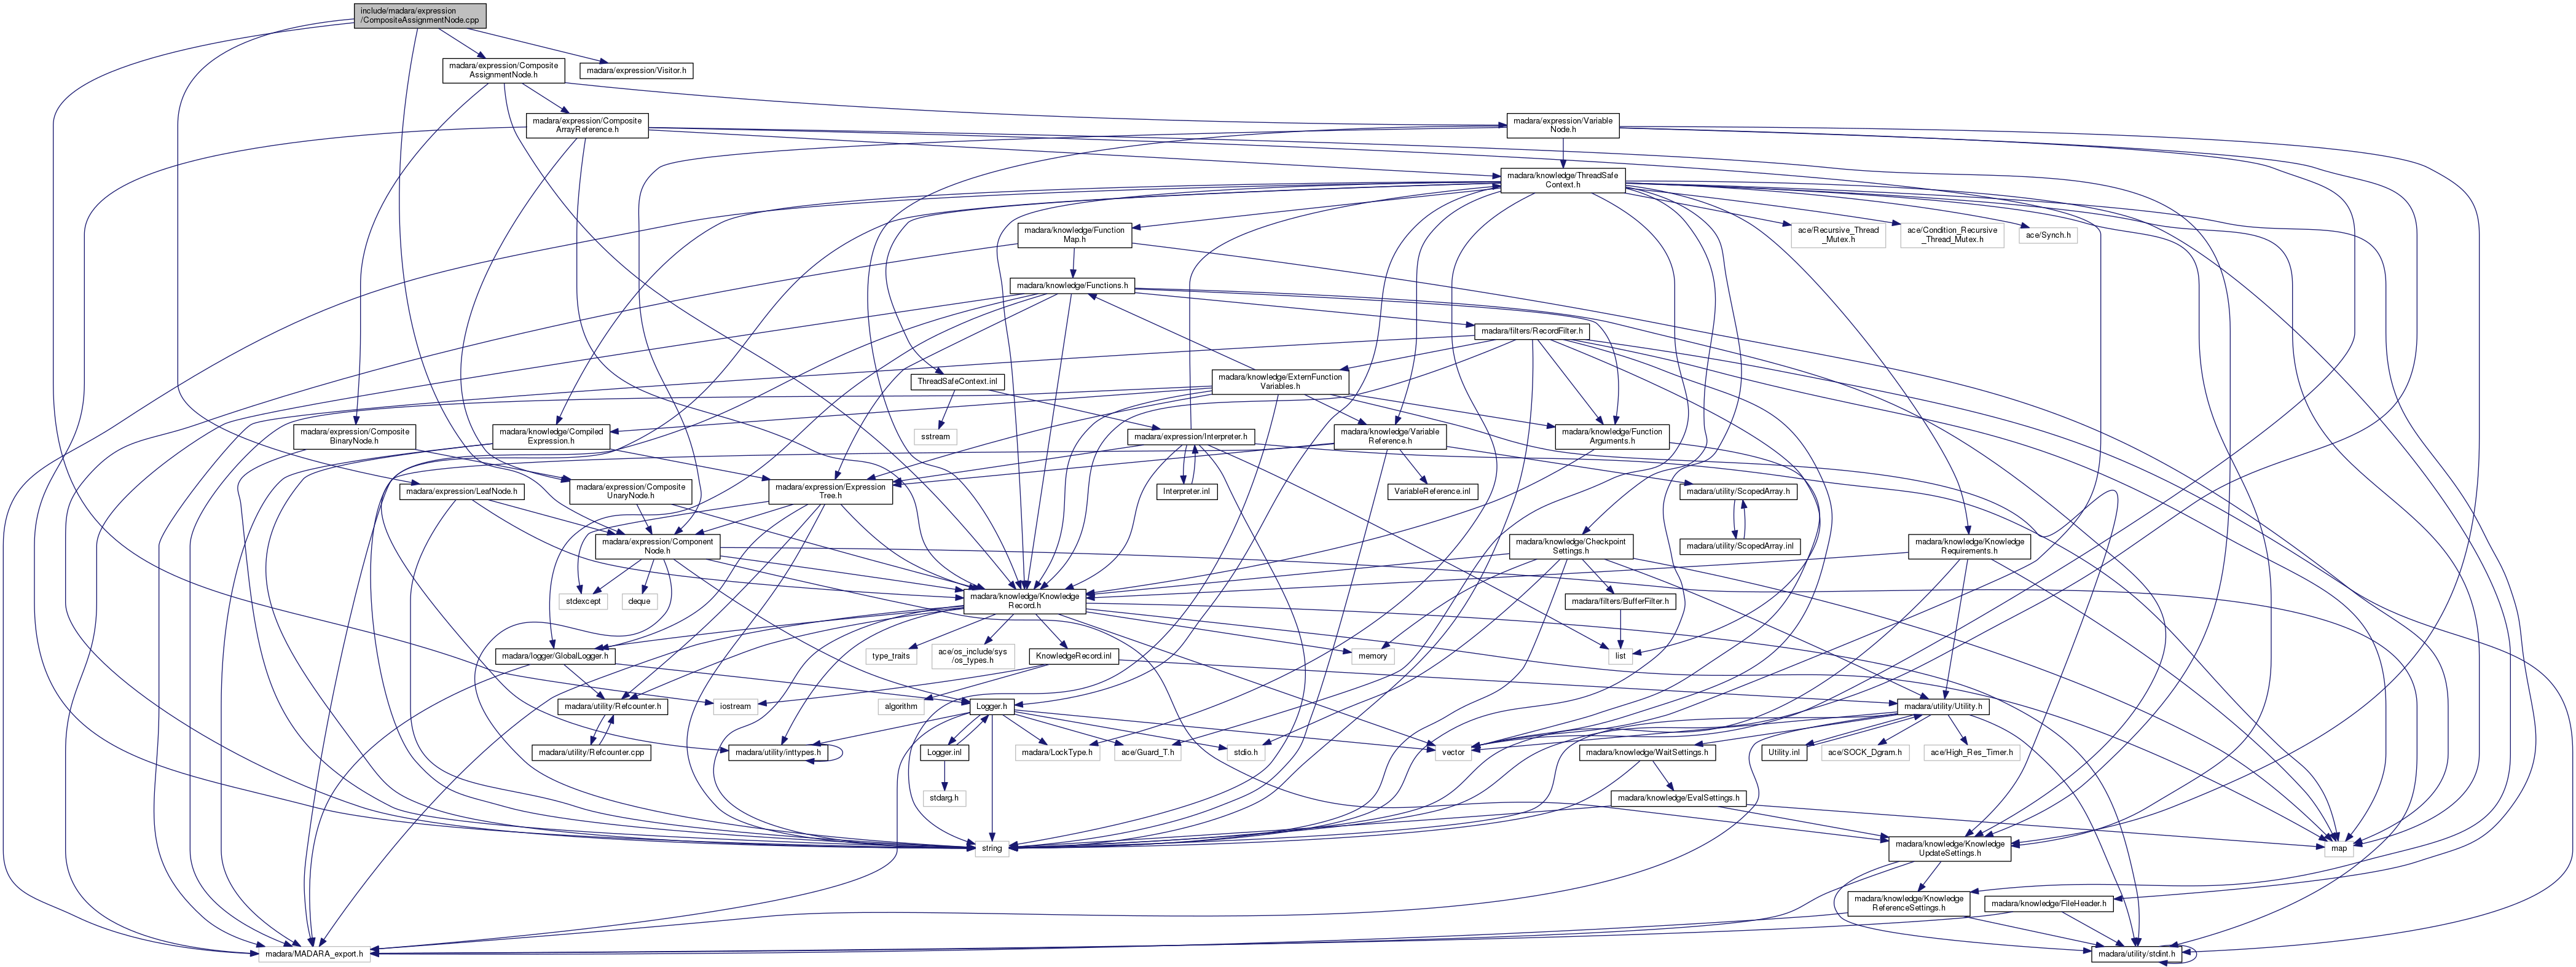 include/madara/expression
/CompositeAssignmentNode.cpp
madara/expression/Composite
AssignmentNode.h
madara/expression/Visitor.h
madara/expression/Composite
ArrayReference.h
madara/expression/Variable
Node.h
madara/knowledge/ThreadSafe
Context.h
madara/knowledge/Function
Map.h
ace/Recursive_Thread
_Mutex.h
ace/Condition_Recursive
_Thread_Mutex.h
ace/Synch.h
madara/knowledge/Functions.h
madara/filters/RecordFilter.h
ThreadSafeContext.inl
madara/knowledge/ExternFunction
Variables.h
madara/expression/Composite
BinaryNode.h
madara/knowledge/Compiled
Expression.h
sstream
madara/expression/Interpreter.h
madara/knowledge/Variable
Reference.h
madara/knowledge/Function
Arguments.h
madara/expression/LeafNode.h
madara/expression/Composite
UnaryNode.h
madara/expression/Expression
Tree.h
Interpreter.inl
VariableReference.inl
madara/utility/ScopedArray.h
madara/expression/Component
Node.h
madara/knowledge/Checkpoint
Settings.h
madara/utility/ScopedArray.inl
madara/knowledge/Knowledge
Requirements.h
stdexcept
deque
madara/knowledge/Knowledge
Record.h
madara/filters/BufferFilter.h
madara/logger/GlobalLogger.h
type_traits
ace/os_include/sys
/os_types.h
KnowledgeRecord.inl
memory
list
madara/utility/Refcounter.h
iostream
algorithm
Logger.h
madara/utility/Utility.h
madara/utility/Refcounter.cpp
madara/utility/inttypes.h
Logger.inl
madara/LockType.h
ace/Guard_T.h
stdio.h
vector
madara/knowledge/WaitSettings.h
Utility.inl
ace/SOCK_Dgram.h
ace/High_Res_Timer.h
stdarg.h
madara/knowledge/EvalSettings.h
string
madara/knowledge/Knowledge
UpdateSettings.h
map
madara/knowledge/Knowledge
ReferenceSettings.h
madara/knowledge/FileHeader.h
madara/MADARA_export.h
madara/utility/stdint.h